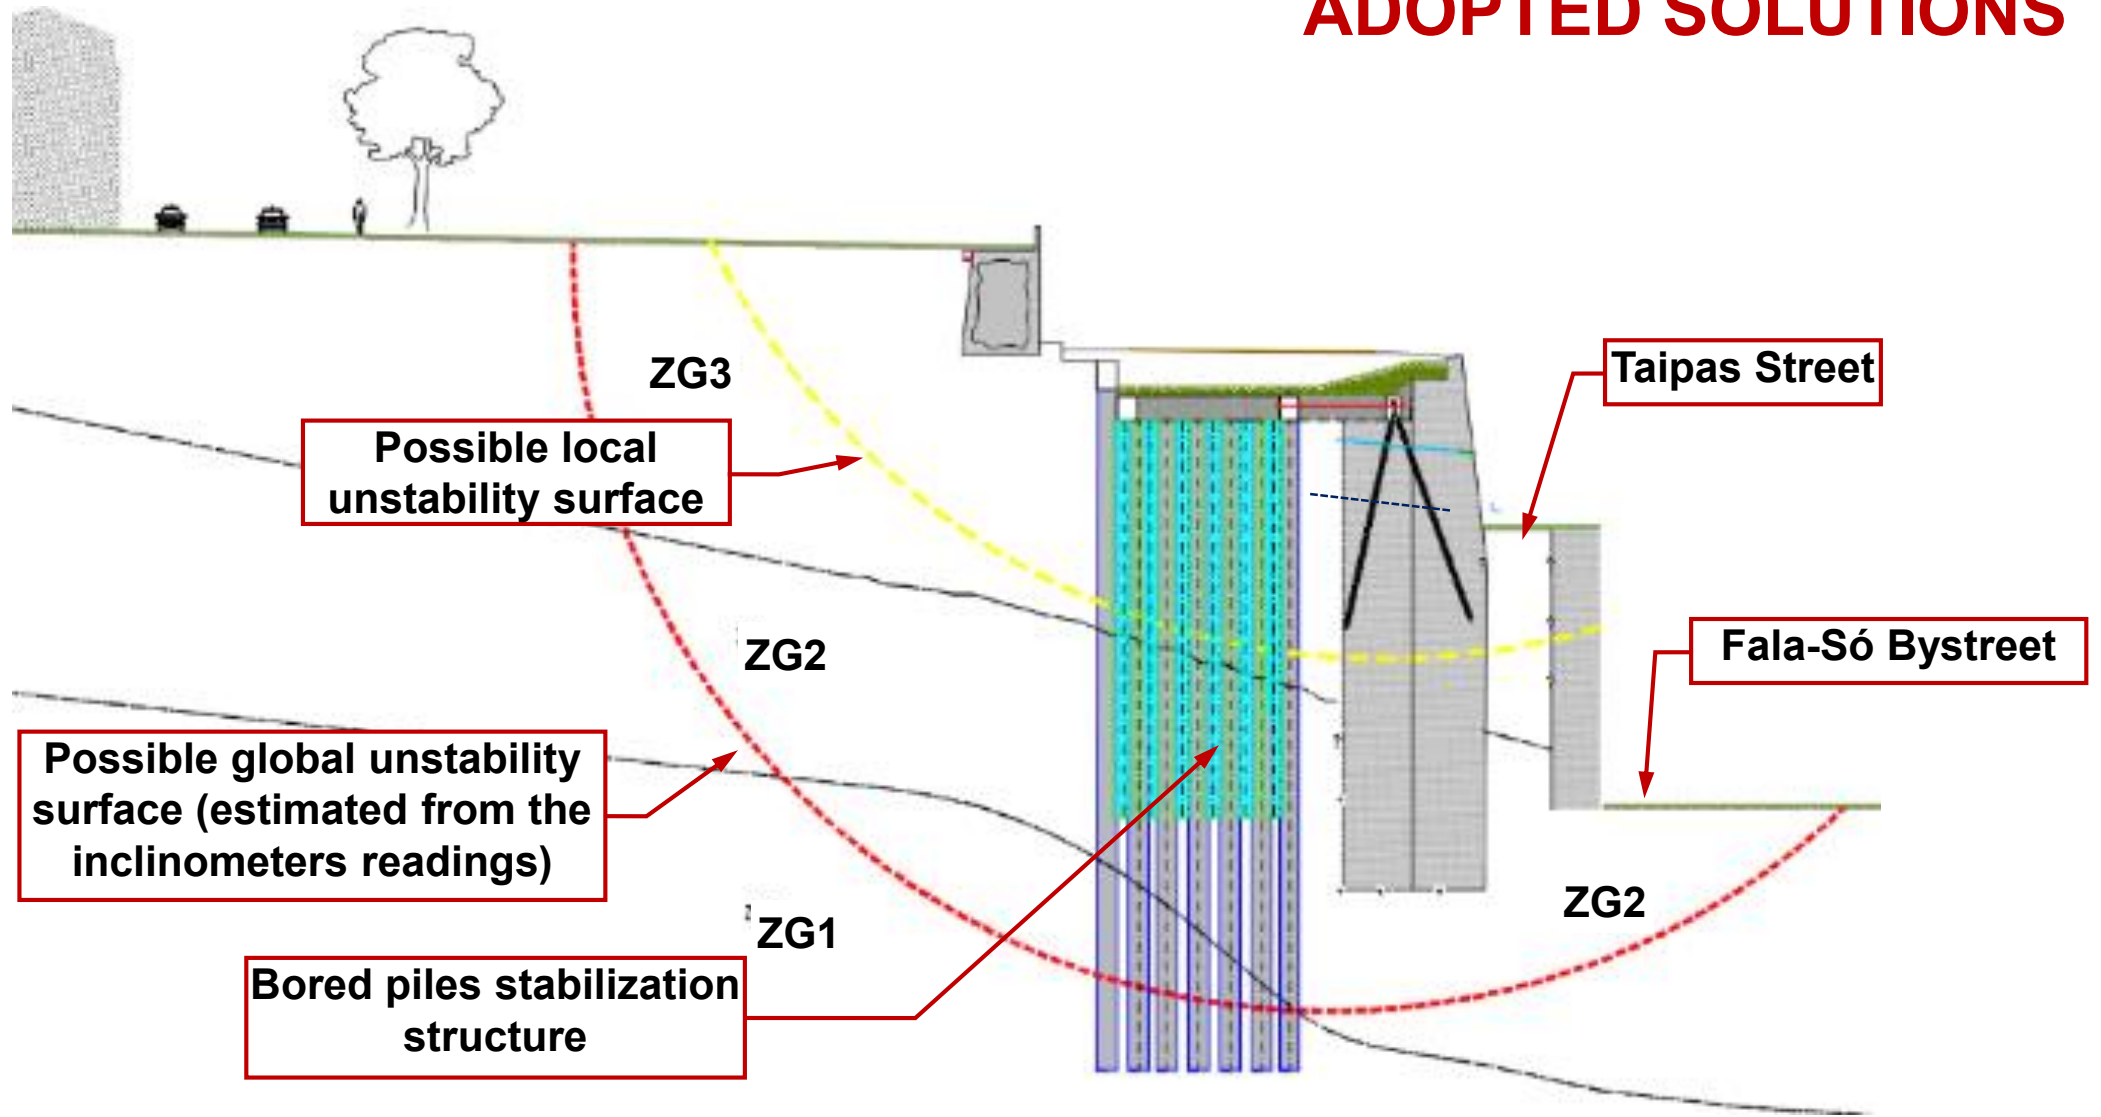 ADOPTED SOLUTIONS
ZG3
Taipas Street
Possible local
unstability surface
ZG2
Fala-Só Bystreet
Possible global unstability
surface (estimated from the
inclinometers readings)
ZG2
ZG1
Bored piles stabilization
structure